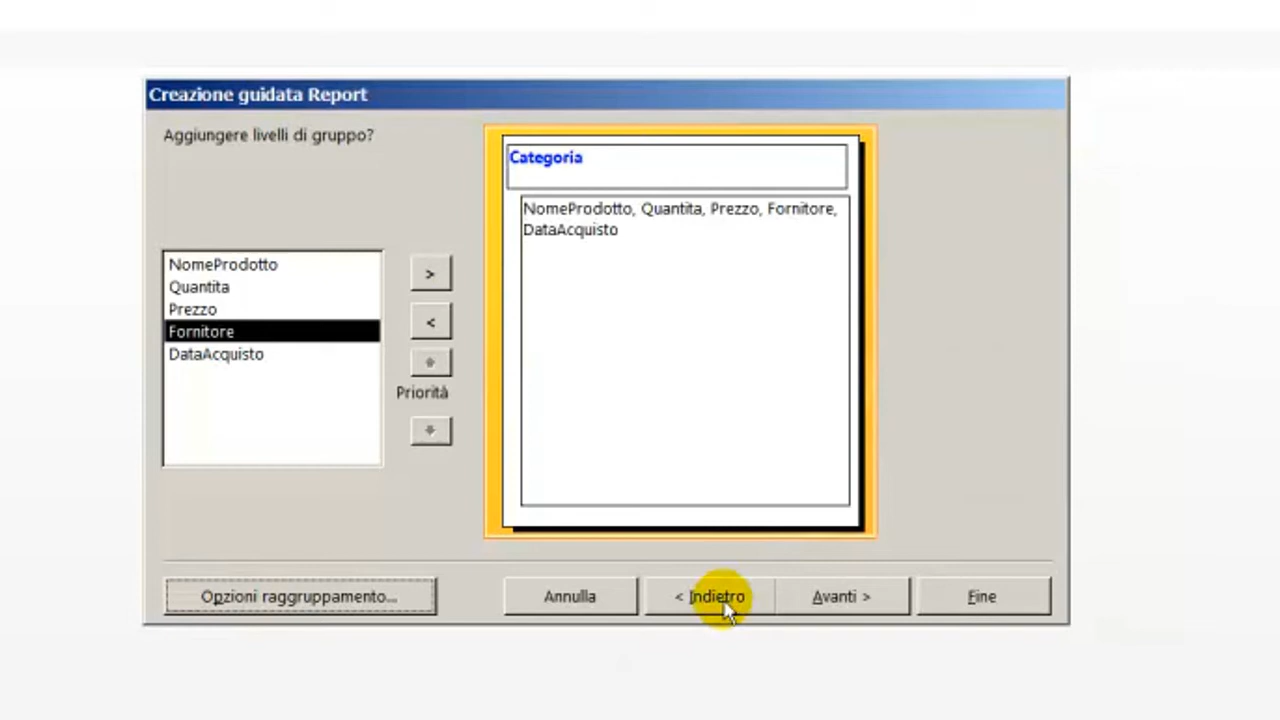 Creazione guidata Report
Aggiungere livelli di gruppo?
Categoria
NomeProdotto, Quantita, Prezzo, Fornitore,
DataAcquisto
NomeProdotto
Quantita
Prezzo
Fornitore
DataAcquisto
>
<
Priorità
Opzioni raggruppamento...
Annulla
< Indietro
Avanti >
Fine